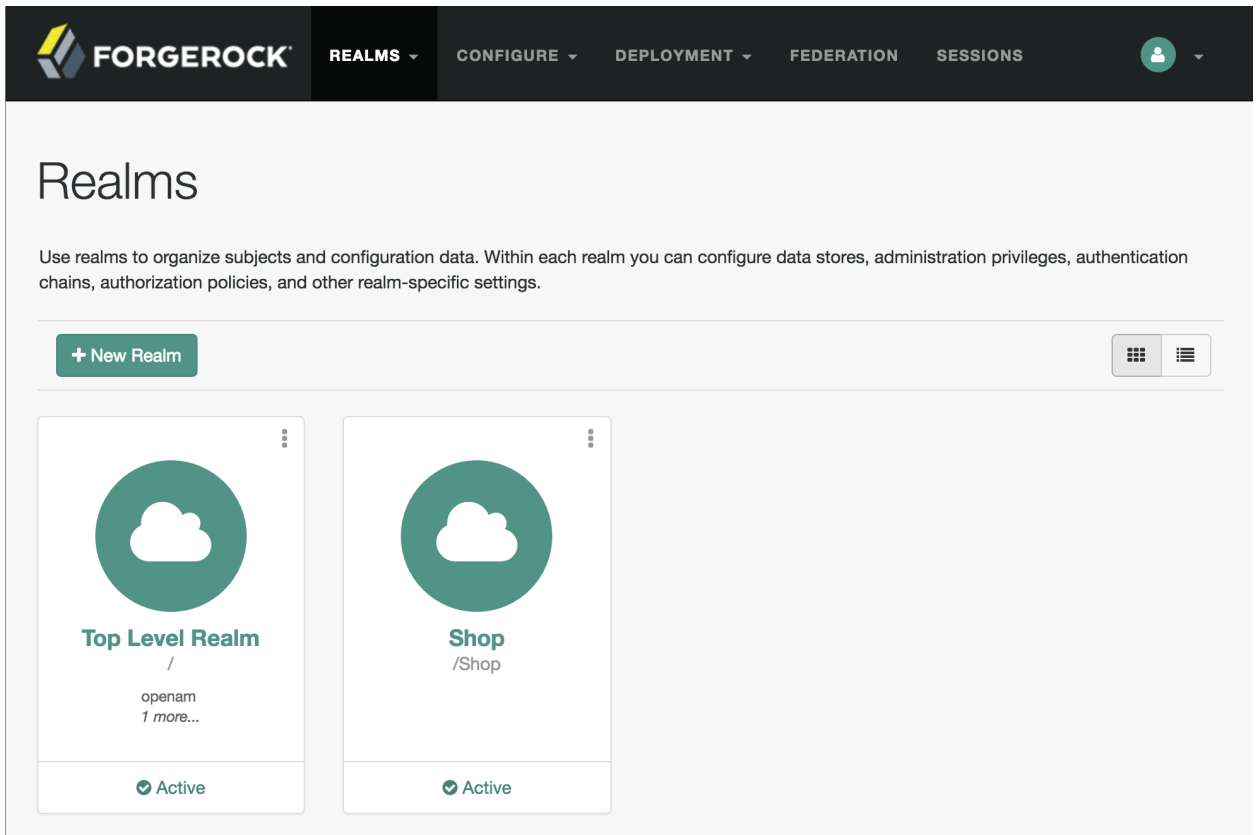 FORGEROCK
REALMS CONFIGURE DEPLOYMENT FEDERATION SESSIONS
Realms
Use realms to organize subjects and configuration data. Within each realm you can configure data stores, administration privileges, authentication
chains, authorization policies, and other realm-specific settings.
+ New Realm
Top Level Realm
/
openam
1 more...
Active
Shop
/Shop
Active